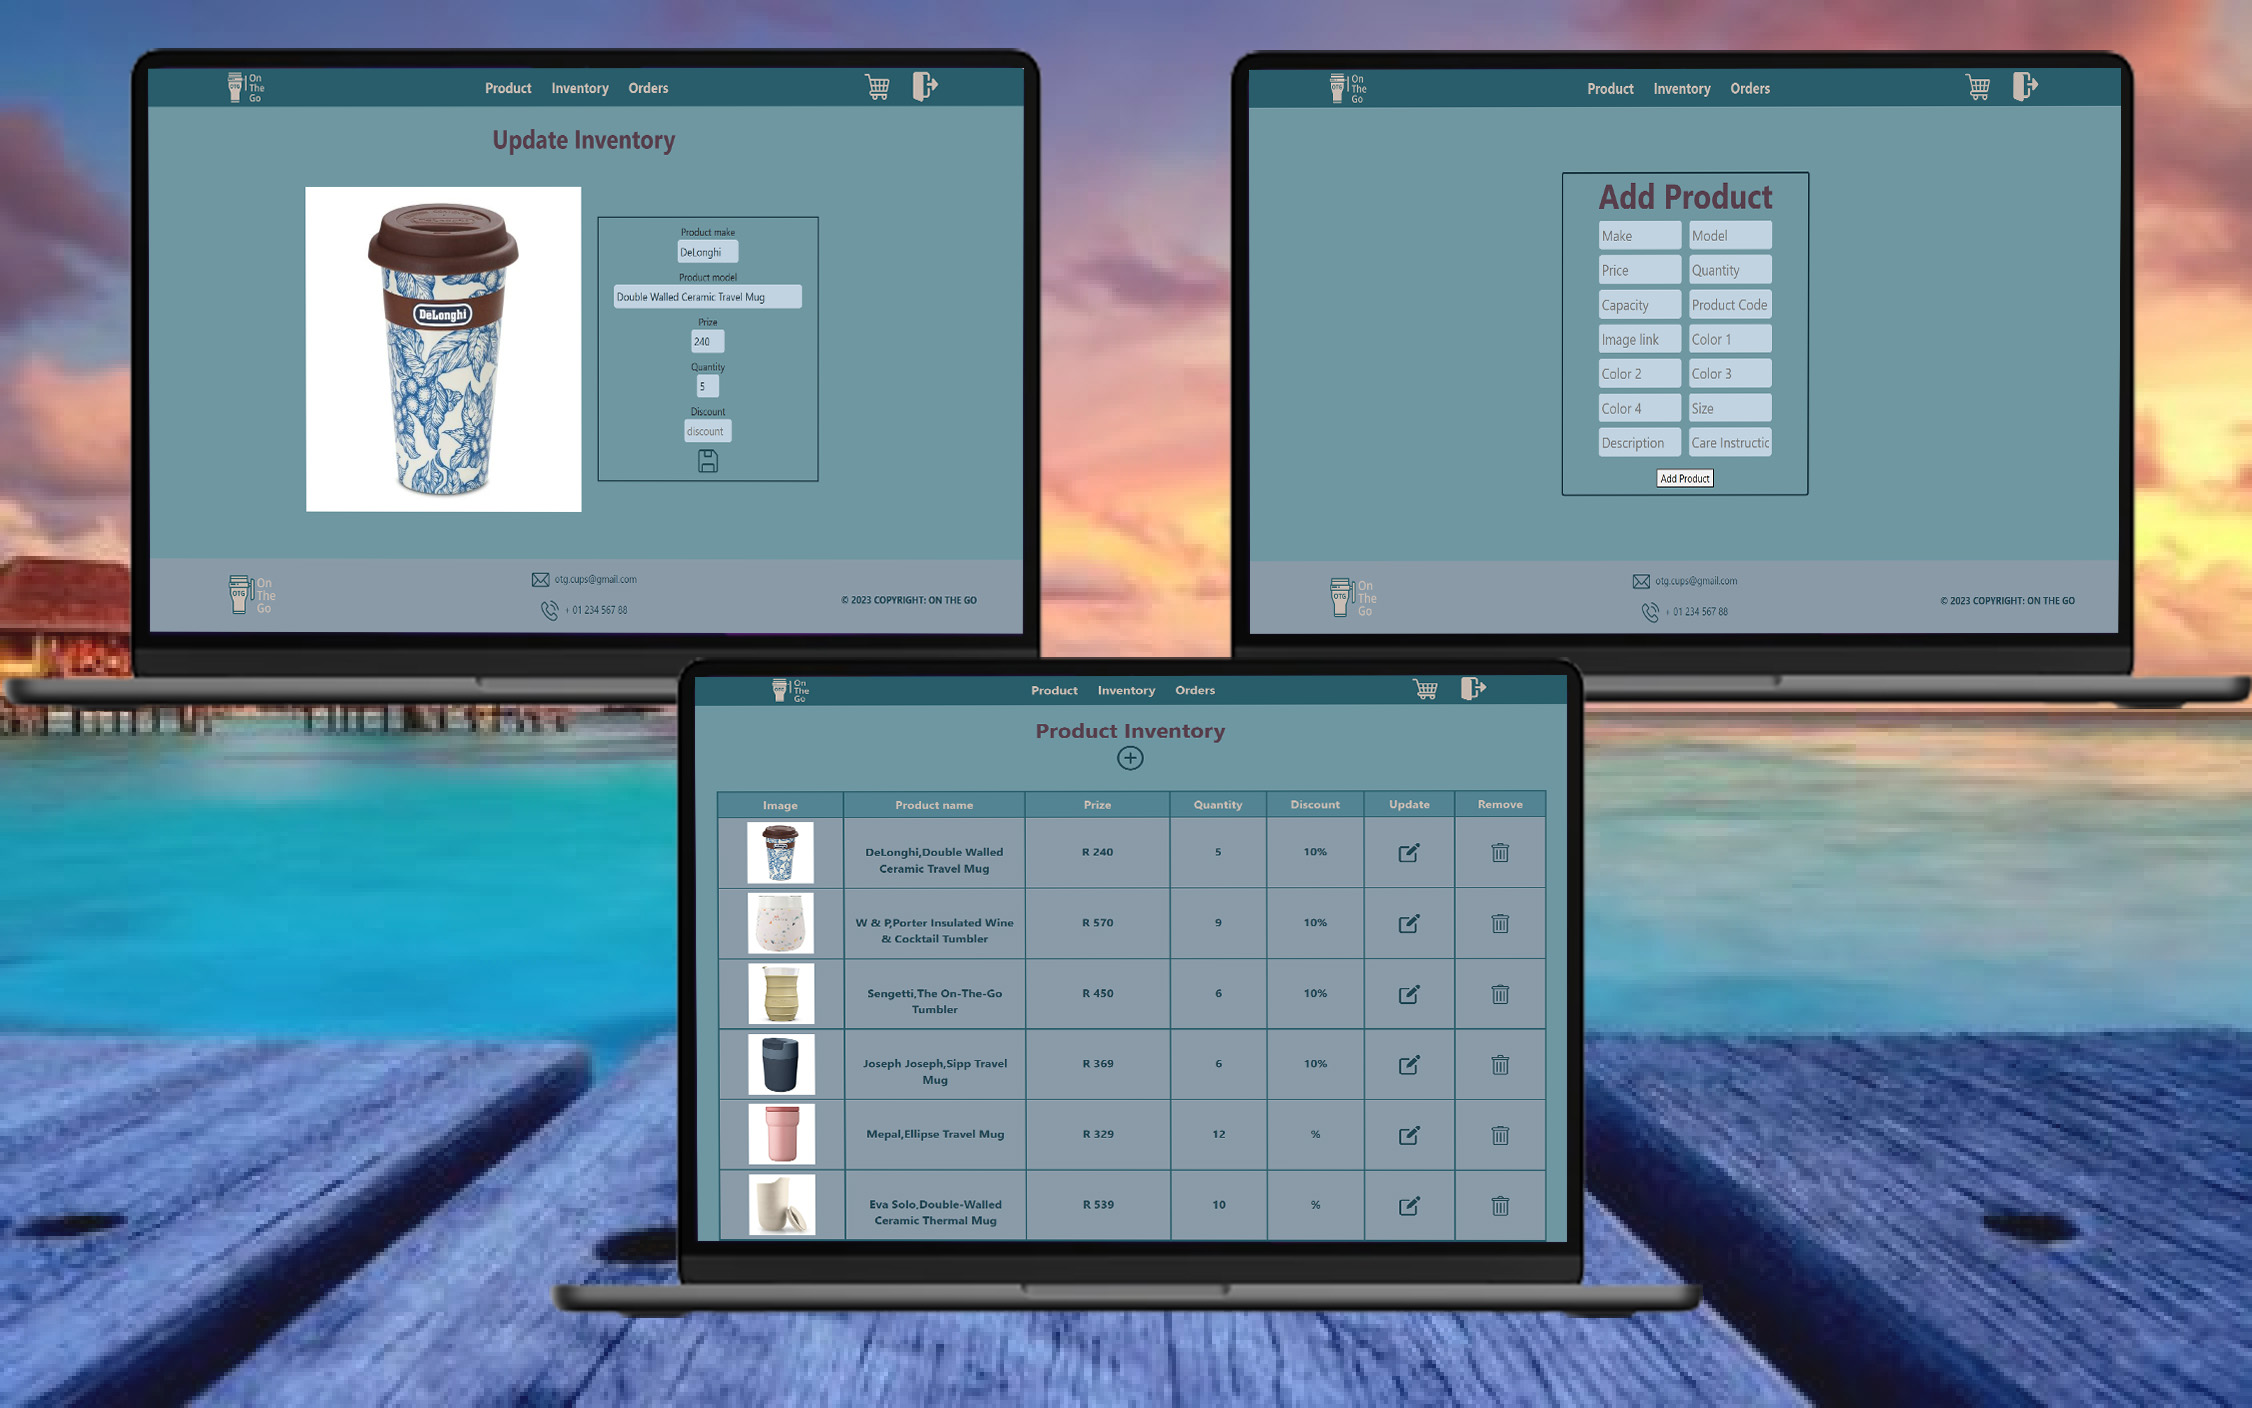 On
The
Go
OTG
Product Inventory Orders
Update Inventory
DeLonghi
Product make
DeLonghi
Product model
Double Walled Ceramic Travel Mug
Prize
240
Quantity
5
Discount
discount
OTG
On
The
Go
otg.cups@gmail.com
+ 01 234 567 88
© 2023 COPYRIGHT: ON THE GO
On
The
Go
OTG
Product Inventory Orders
Add Product
Make Model
Price Quantity
Capacity Product Code
Image link Color 1
Color 2 Color 3
Color 4 Size
Description Care Instructic
Add Product
OTG
On
The
Go
otg.cups@gmail.com
+ 01 234 567 88
© 2023 COPYRIGHT: ON THE GO
On
The
Go
OTG
Product Inventory Orders
Product Inventory
Image Product name Prize Quantity Discount Update Remove
DeLonghi,Double Walled
Ceramic Travel Mug
R 240 5 10%
W & P,Porter Insulated Wine
& Cocktail Tumbler
R 570 9 10%
Sengetti,The On-The-Go
Tumbler
R 450 6 10%
Joseph Joseph,Sipp Travel
Mug
R 369 6 10%
Mepal,Ellipse Travel Mug R 329 12 %
Eva Solo,Double-Walled
Ceramic Thermal Mug
R 539 10 %